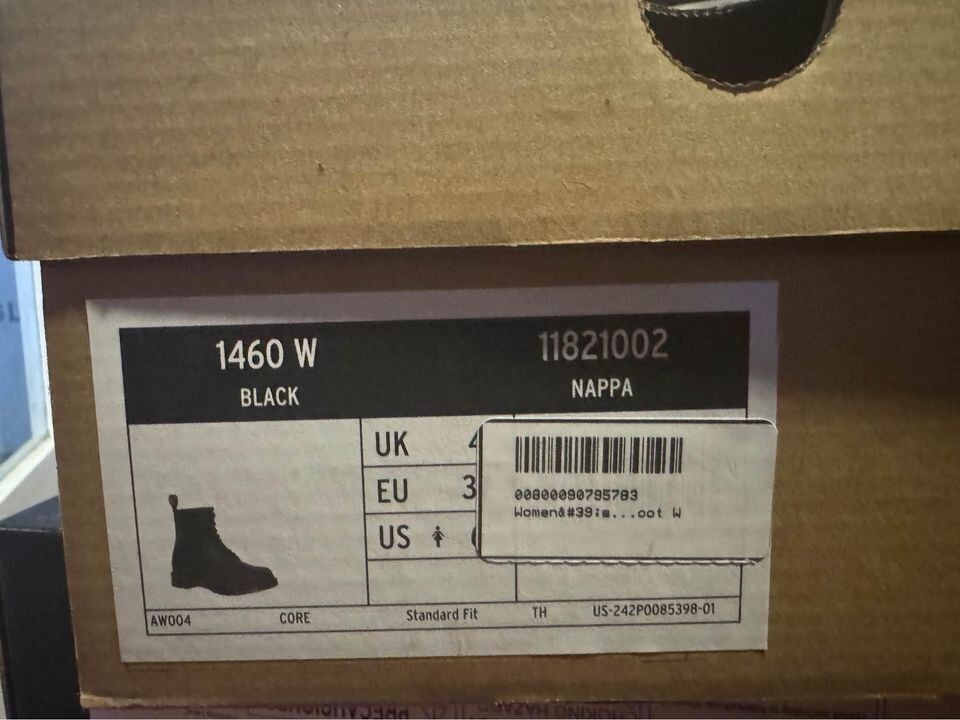 1460 W
BLACK
11821002
NAPPA
UK 4
EU 3
US
00800090795783
Women&#39;s...oot W
AW004 CORE Standard Fit TH US-242P0085398-01